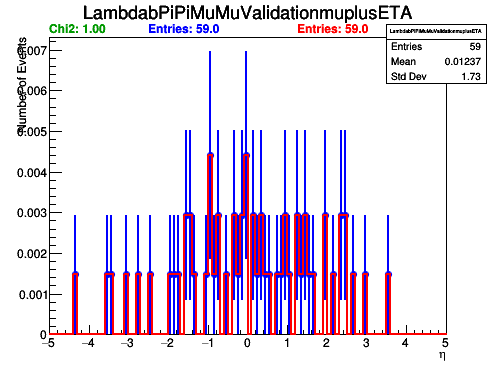 LambdabPiPiMuMuValidationmuplusETA
Chi2: 1.00 Entries: 59.0 Entries: 59.0
LambdabPiPiMuMuValidationmuplusETA
Entries 59
Mean 0.01237
Std Dev 1.73
Number of Events
0.007
0.006
0.005
0.004
0.003
0.002
0.001
0
−5 −4 −3 −2 −1 0 1 2 3 4 5
η